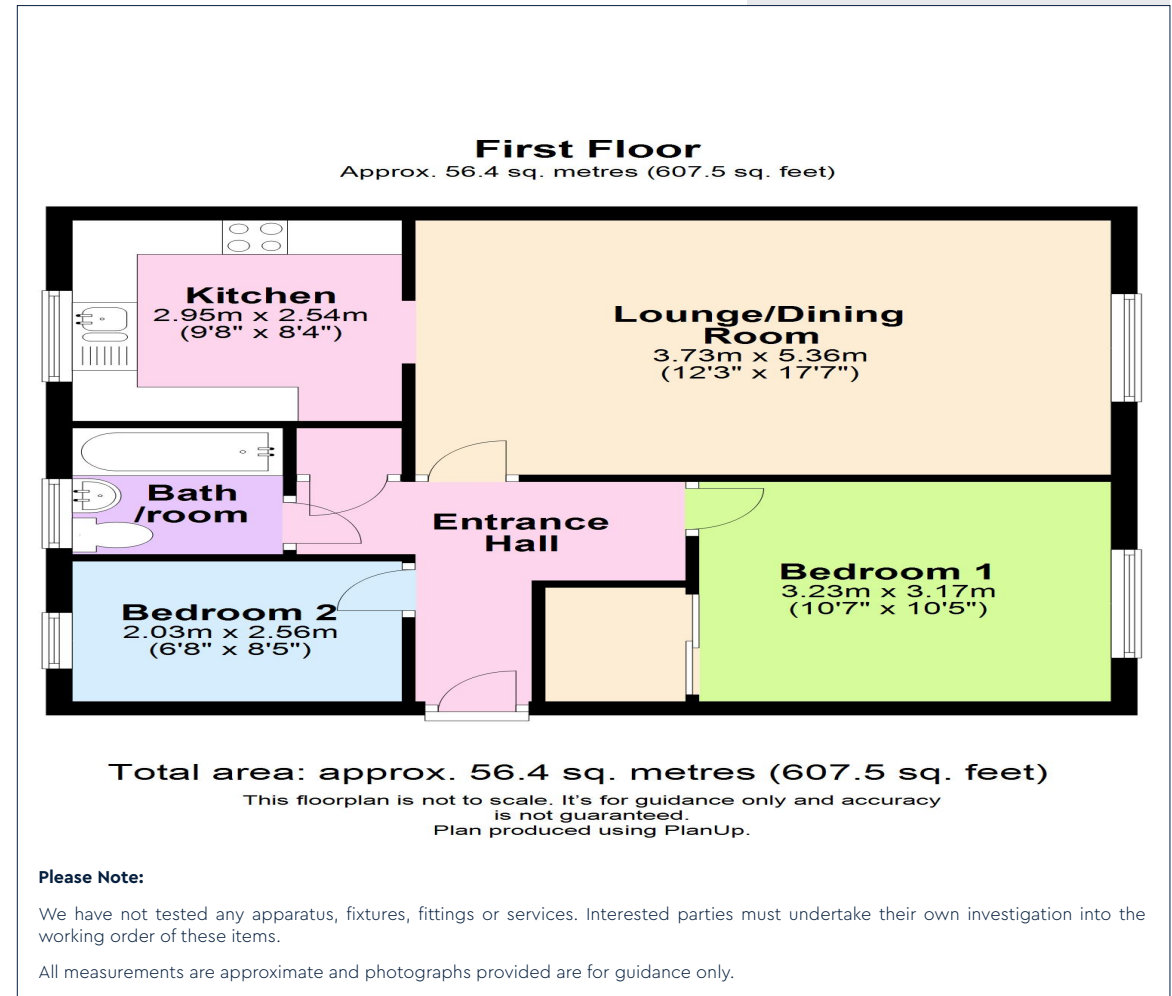 First Floor
Approx. 56.4 sq. metres (607.5 sq. feet)
Kitchen
2.95m x 2.54m
(9'8" x 8'4")
Lounge/Dining
Room
3.73m x 5.36m
(12'3" x 17'7")
Bath
/room
Entrance
Hall
Bedroom 1
3.23m x 3.17m
(10'7" x 10'5")
Bedroom 2
2.03m x 2.56m
(6'8" x 8'5")
Total area: approx. 56.4 sq. metres (607.5 sq. feet)
This floorplan is not to scale. It's for guidance only and accuracy
is not guaranteed.
Plan produced using PlanUp.
Please Note:
We have not tested any apparatus, fixtures, fittings or services. Interested parties must undertake their own investigation into the
working order of these items.
All measurements are approximate and photographs provided are for guidance only.